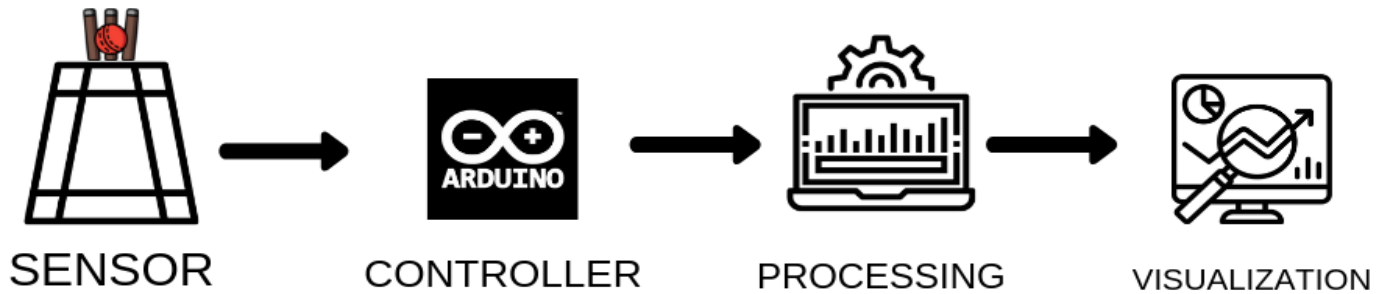 ARDUINO
SENSOR
CONTROLLER
PROCESSING
VISUALIZATION